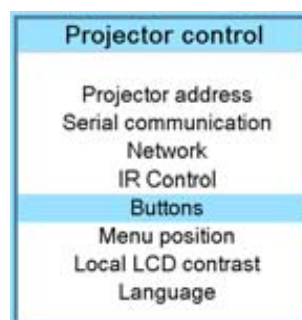 Projector control
Projector address
Serial communication
Network
IR Control
Buttons
Menu position
Local LCD contrast
Language